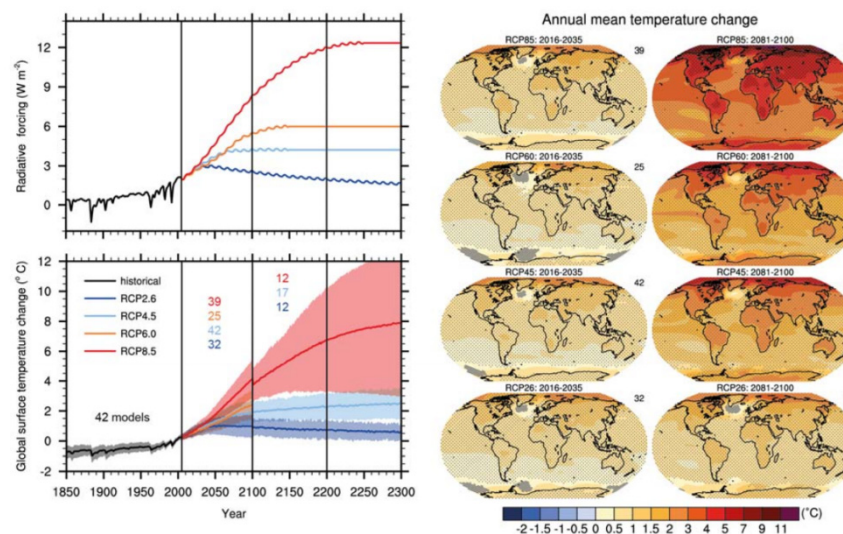 Radiative forcing (W m⁻²)
12
9
6
3
0
Global surface temperature change (° C)
12
10
8
6
4
2
0
-2
historical
RCP2.6
RCP4.5
RCP6.0
RCP8.5
42 models
39
25
42
32
12
17
12
1850 1900 1950 2000 2050 2100 2150 2200 2250 2300
Year
Annual mean temperature change
RCP85: 2016-2035
39
RCP85: 2081-2100
RCP60: 2016-2035
25
RCP60: 2081-2100
RCP45: 2016-2035
42
RCP45: 2081-2100
RCP26: 2016-2035
32
RCP26: 2081-2100
(°C)
-2 -1.5 -1 -0.5 0 0.5 1 1.5 2 3 4 5 7 9 11